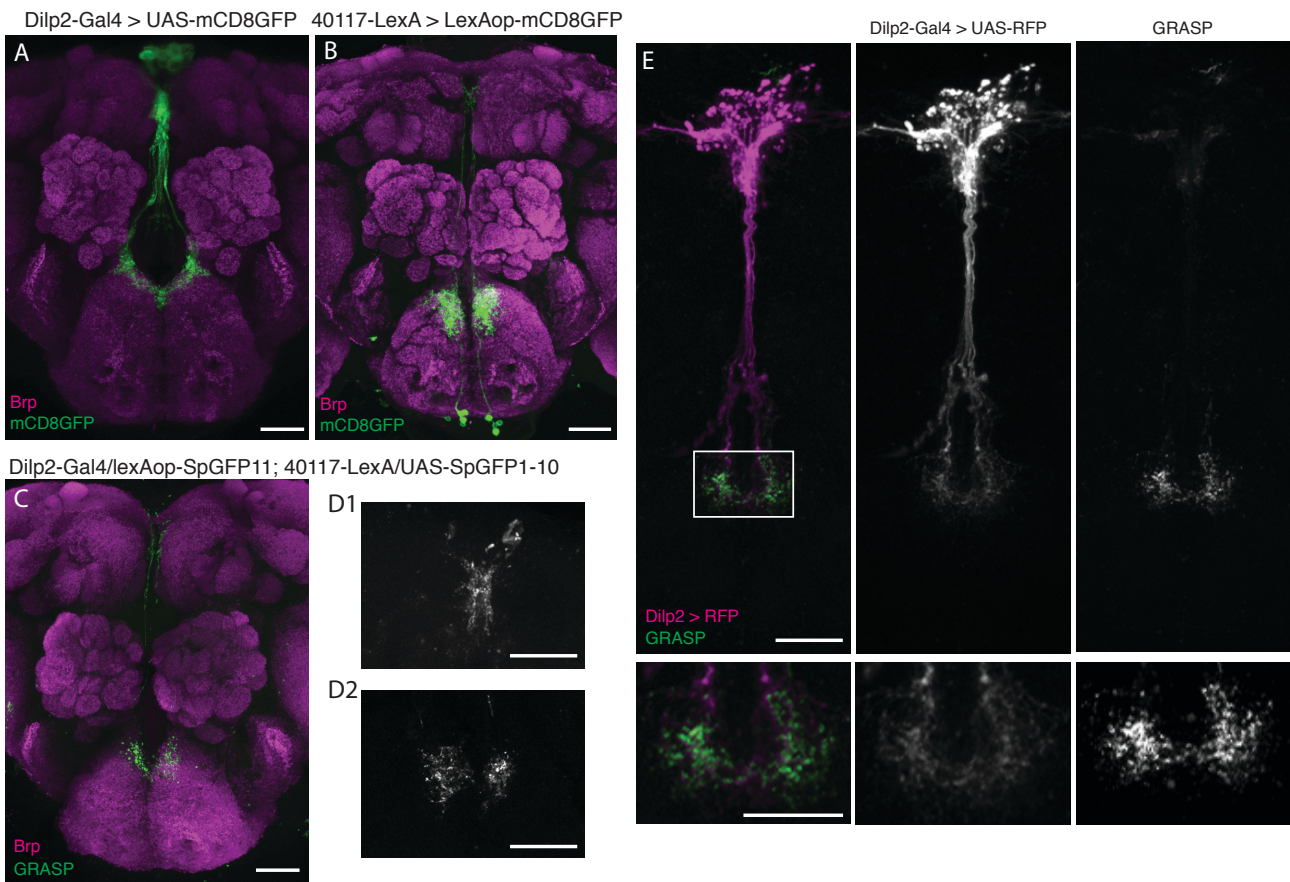 Dilp2-Gal4 > UAS-mCD8GFP
40117-LexA > LexAop-mCD8GFP
A
Brp
mCD8GFP
B
Brp
mCD8GFP
Dilp2-Gal4/lexAop-SpGFP11; 40117-LexA/UAS-SpGFP1-10
C
Brp
GRASP
D1
D2
E
Dilp2-Gal4 > UAS-RFP
GRASP
Dilp2 > RFP
GRASP